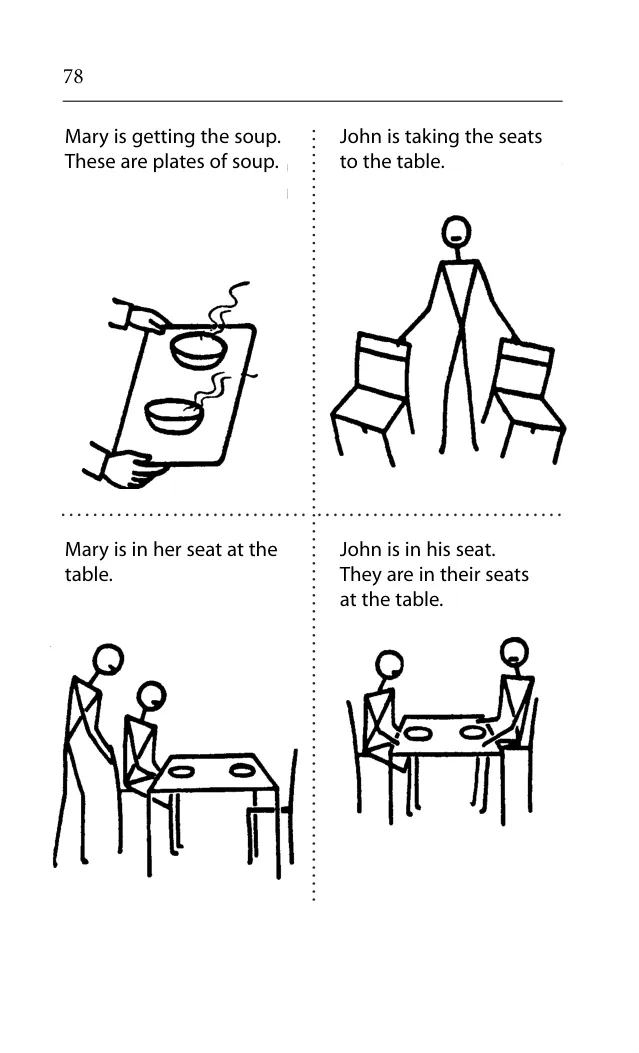 78
Mary is getting the soup.
These are plates of soup.
John is taking the seats
to the table.
Mary is in her seat at the
table.
John is in his seat.
They are in their seats
at the table.